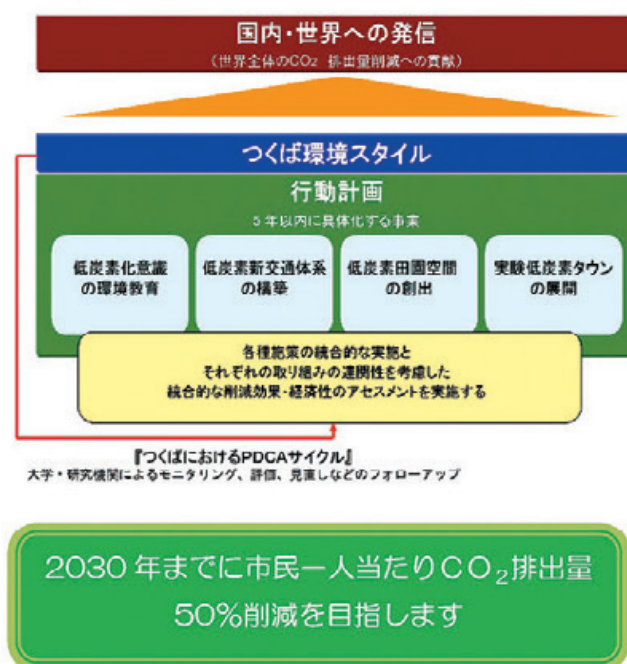 国内・世界への発信
（世界全体のCO₂ 排出量削減への貢献）
つくば環境スタイル
行動計画
５年以内に具体化する事業
低炭素化意識
の環境教育
低炭素新交通体系
の構築
低炭素田園空間
の創出
実験低炭素タウン
の展開
各種施策の統合的な実施と
それぞれの取り組みの連関性を考慮した
統合的な削減効果・経済性のアセスメントを実施する
『つくばにおけるPDCAサイクル』
大学・研究機関によるモニタリング、評価、見直しなどのフォローアップ
2030年までに市民一人当たりCO₂排出量
50%削減を目指します